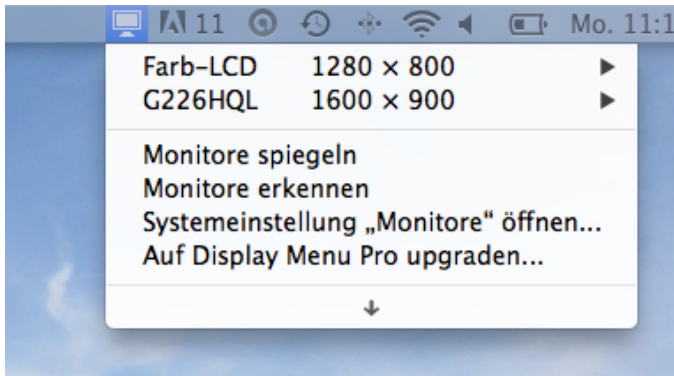 11 Mo. 11:1
Farb-LCD 1280 × 800
G226HQL 1600 × 900
Monitore spiegeln
Monitore erkennen
Systemeinstellung „Monitore“ öffnen...
Auf Display Menu Pro upgraden...